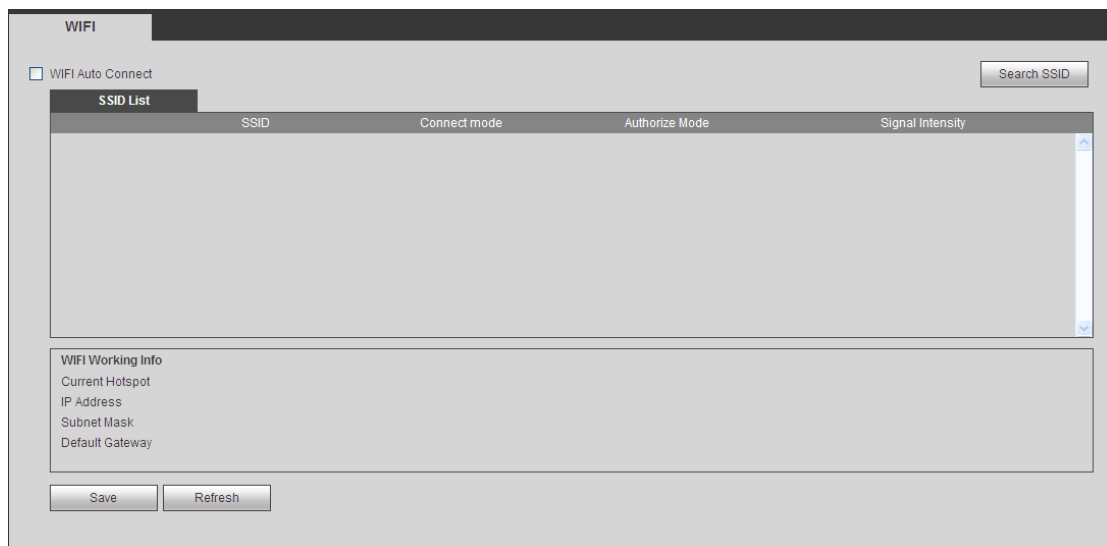 WIFI
WIFI Auto Connect Search SSID
SSID List
SSID Connect mode Authorize Mode Signal Intensity
WIFI Working Info
Current Hotspot
IP Address
Subnet Mask
Default Gateway
Save Refresh